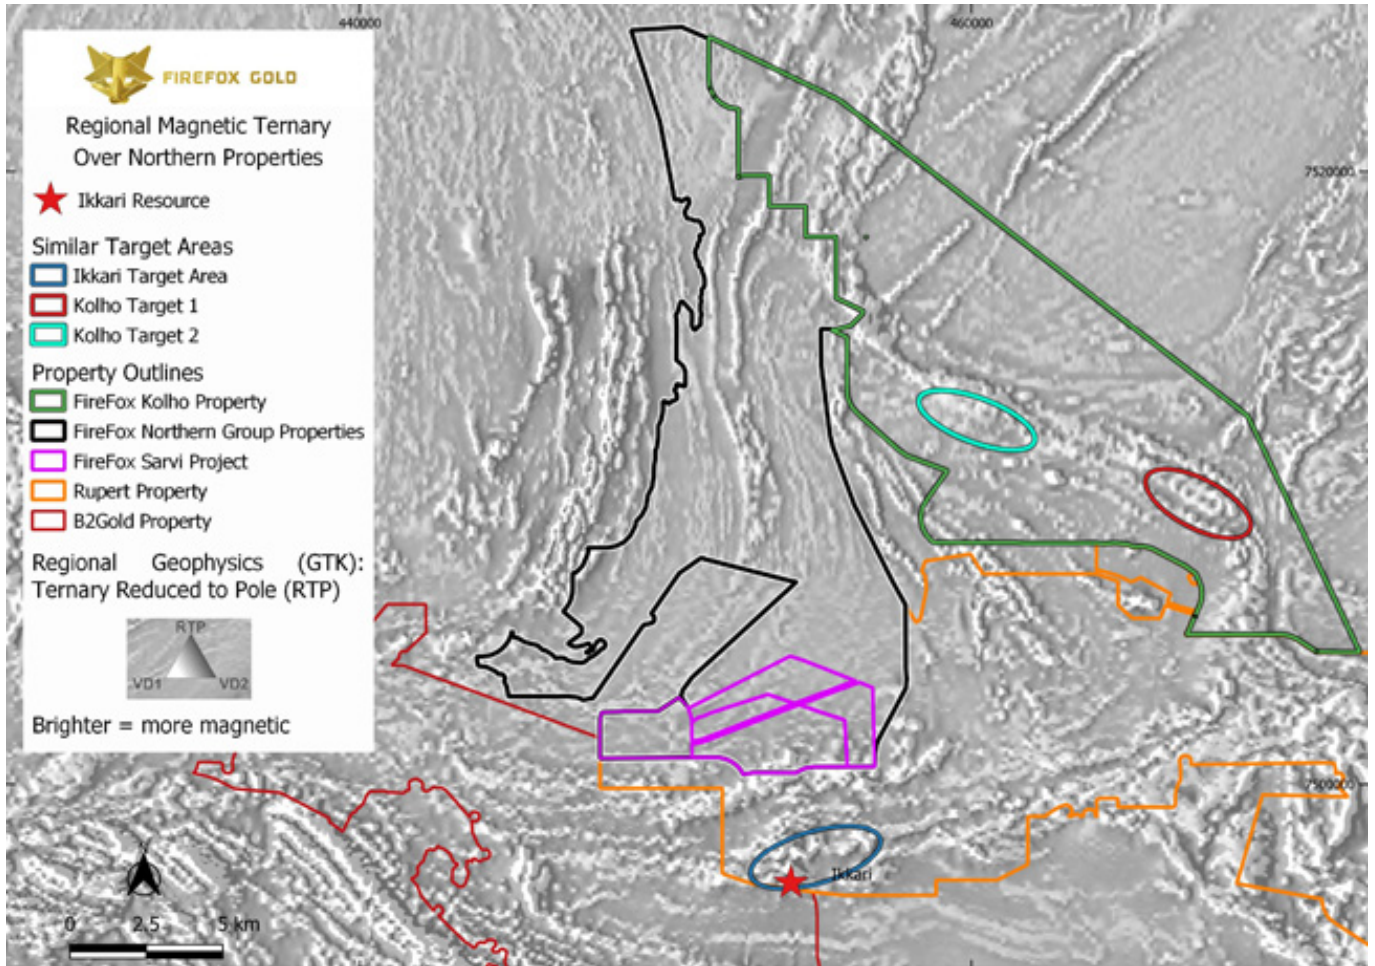 440000
460000
FIREFOX GOLD
Regional Magnetic Ternary
Over Northern Properties
7520000
Ikkari Resource
Similar Target Areas
Ikkari Target Area
Kolho Target 1
Kolho Target 2
Property Outlines
FireFox Kolho Property
FireFox Northern Group Properties
FireFox Sarvi Project
Rupert Property
B2Gold Property
Regional Geophysics (GTK):
Ternary Reduced to Pole (RTP)
RTP
VD1
VD2
Brighter = more magnetic
7500000
Ikkari
0 2.5 5 km